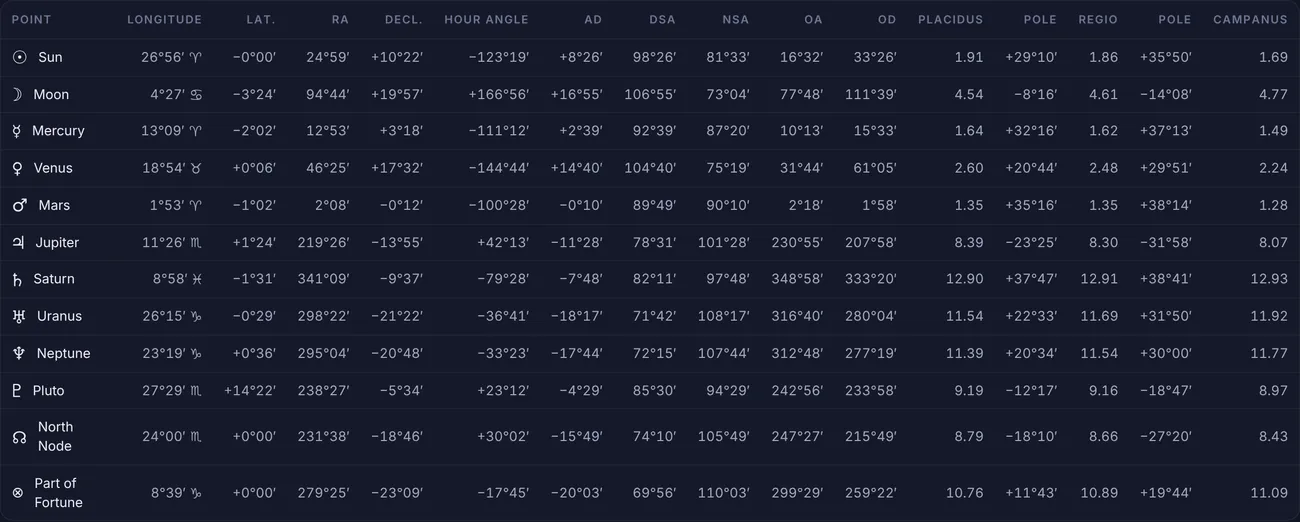 POINT LONGITUDE LAT. RA DECL. HOUR ANGLE AD DSA NSA OA OD PLACIDUS POLE REGIO POLE CAMPANUS
☉ Sun 26°56′ ♈ −0°00′ 24°59′ +10°22′ −123°19′ +8°26′ 98°26′ 81°33′ 16°32′ 33°26′ 1.91 +29°10′ 1.86 +35°50′ 1.69
☽ Moon 4°27′ ♋ −3°24′ 94°44′ +19°57′ +166°56′ +16°55′ 106°55′ 73°04′ 77°48′ 111°39′ 4.54 −8°16′ 4.61 −14°08′ 4.77
☿ Mercury 13°09′ ♈ −2°02′ 12°53′ +3°18′ −111°12′ +2°39′ 92°39′ 87°20′ 10°13′ 15°33′ 1.64 +32°16′ 1.62 +37°13′ 1.49
♀ Venus 18°54′ ♉ +0°06′ 46°25′ +17°32′ −144°44′ +14°40′ 104°40′ 75°19′ 31°44′ 61°05′ 2.60 +20°44′ 2.48 +29°51′ 2.24
♂ Mars 1°53′ ♈ −1°02′ 2°08′ −0°12′ −100°28′ −0°10′ 89°49′ 90°10′ 2°18′ 1°58′ 1.35 +35°16′ 1.35 +38°14′ 1.28
♃ Jupiter 11°26′ ♏ +1°24′ 219°26′ −13°55′ +42°13′ −11°28′ 78°31′ 101°28′ 230°55′ 207°58′ 8.39 −23°25′ 8.30 −31°58′ 8.07
♄ Saturn 8°58′ ♓ −1°31′ 341°09′ −9°37′ −79°28′ −7°48′ 82°11′ 97°48′ 348°58′ 333°20′ 12.90 +37°47′ 12.91 +38°41′ 12.93
♅ Uranus 26°15′ ♑ −0°29′ 298°22′ −21°22′ −36°41′ −18°17′ 71°42′ 108°17′ 316°40′ 280°04′ 11.54 +22°33′ 11.69 +31°50′ 11.92
♆ Neptune 23°19′ ♑ +0°36′ 295°04′ −20°48′ −33°23′ −17°44′ 72°15′ 107°44′ 312°48′ 277°19′ 11.39 +20°34′ 11.54 +30°00′ 11.77
♇ Pluto 27°29′ ♏ +14°22′ 238°27′ −5°34′ +23°12′ −4°29′ 85°30′ 94°29′ 242°56′ 233°58′ 9.19 −12°17′ 9.16 −18°47′ 8.97
☊ North
Node 24°00′ ♏ +0°00′ 231°38′ −18°46′ +30°02′ −15°49′ 74°10′ 105°49′ 247°27′ 215°49′ 8.79 −18°10′ 8.66 −27°20′ 8.43
⊗ Part of
Fortune 8°39′ ♑ +0°00′ 279°25′ −23°09′ −17°45′ −20°03′ 69°56′ 110°03′ 299°29′ 259°22′ 10.76 +11°43′ 10.89 +19°44′ 11.09